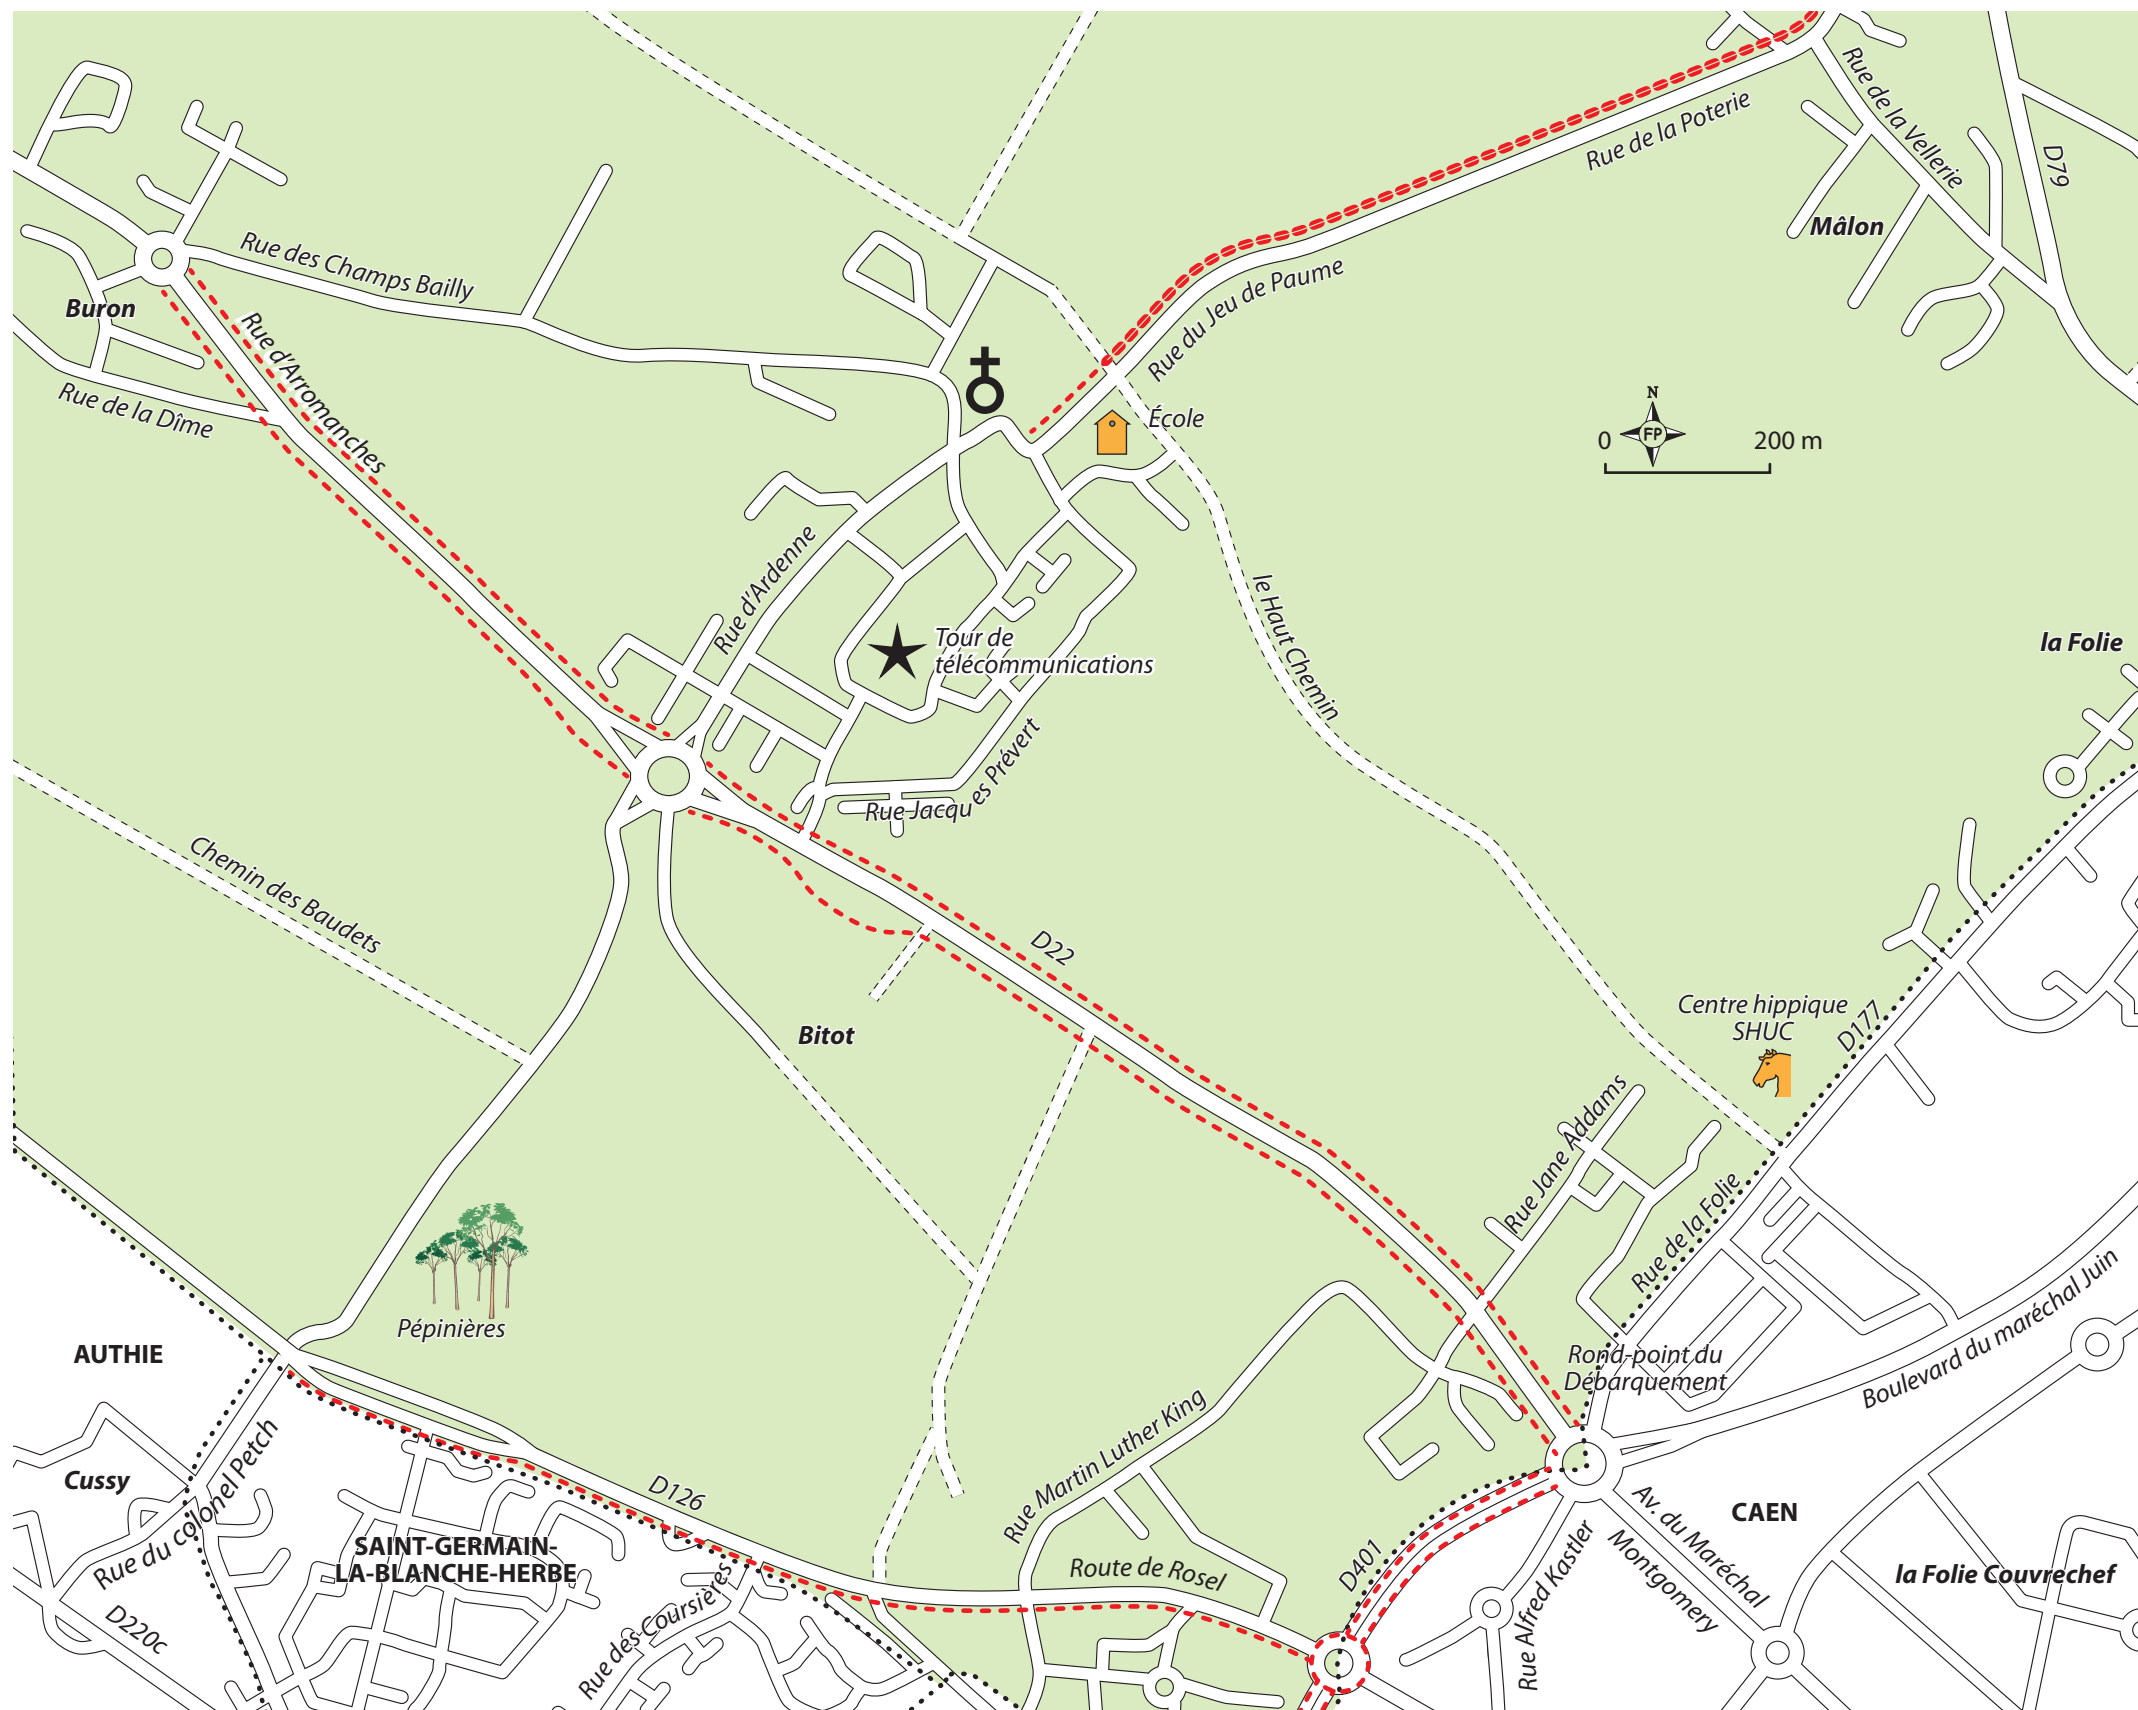 Rue de la Vellerie
Rue de la Poterie
D79
Mâlon
Rue des Champs Bailly
Rue du Jeu de Paume
Buron
Rue d'Arromanches
Rue de la Dîme
École
N
FP
0
200 m
Rue d'Ardenne
le Haut Chemin
Tour de
télécommunications
la Folie
Rue Jacques Prévert
Chemin des Baudets
D22
Bitot
Centre hippique
SHUC
D177
Rue Jane Addams
Rue de la Folie
Pépinières
AUTHIE
Rond-point du
Débarquement
Boulevard du maréchal Juin
Cussy
Rue du colonel Petch
D126
Rue Martin Luther King
Av. du Maréchal
Montgomery
CAEN
SAINT-GERMAIN-
LA-BLANCHE-HERBE
Route de Rosel
D401
Rue Alfred Kastler
la Folie Couvrechef
D220c
Rue des Coursières